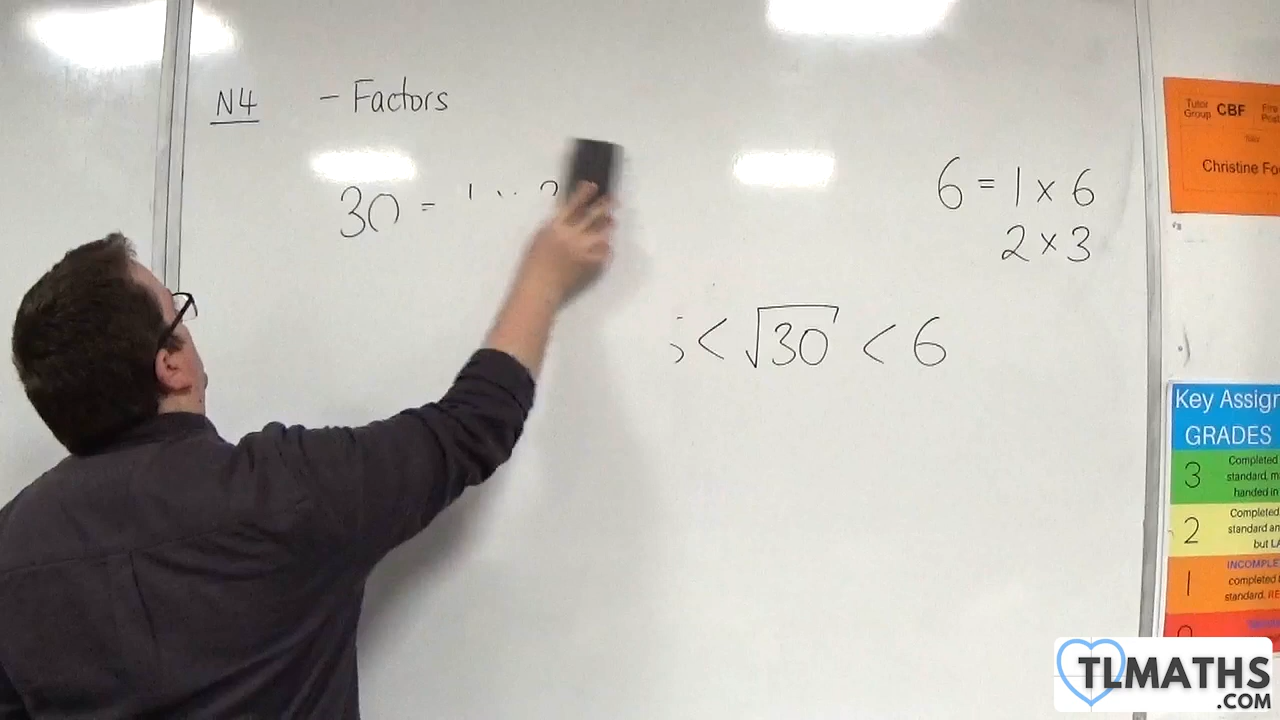 N4 - Factors
30 =
6 = 1 × 6
2 × 3
< √30 < 6
Tutor Group CBF
Christine
Key Assign
GRADES
3 Completed
standard, m
handed in
2 Completed
standard an
but LA
INCOMPLE
1 completed
standard. RE
TLMATHS
.COM